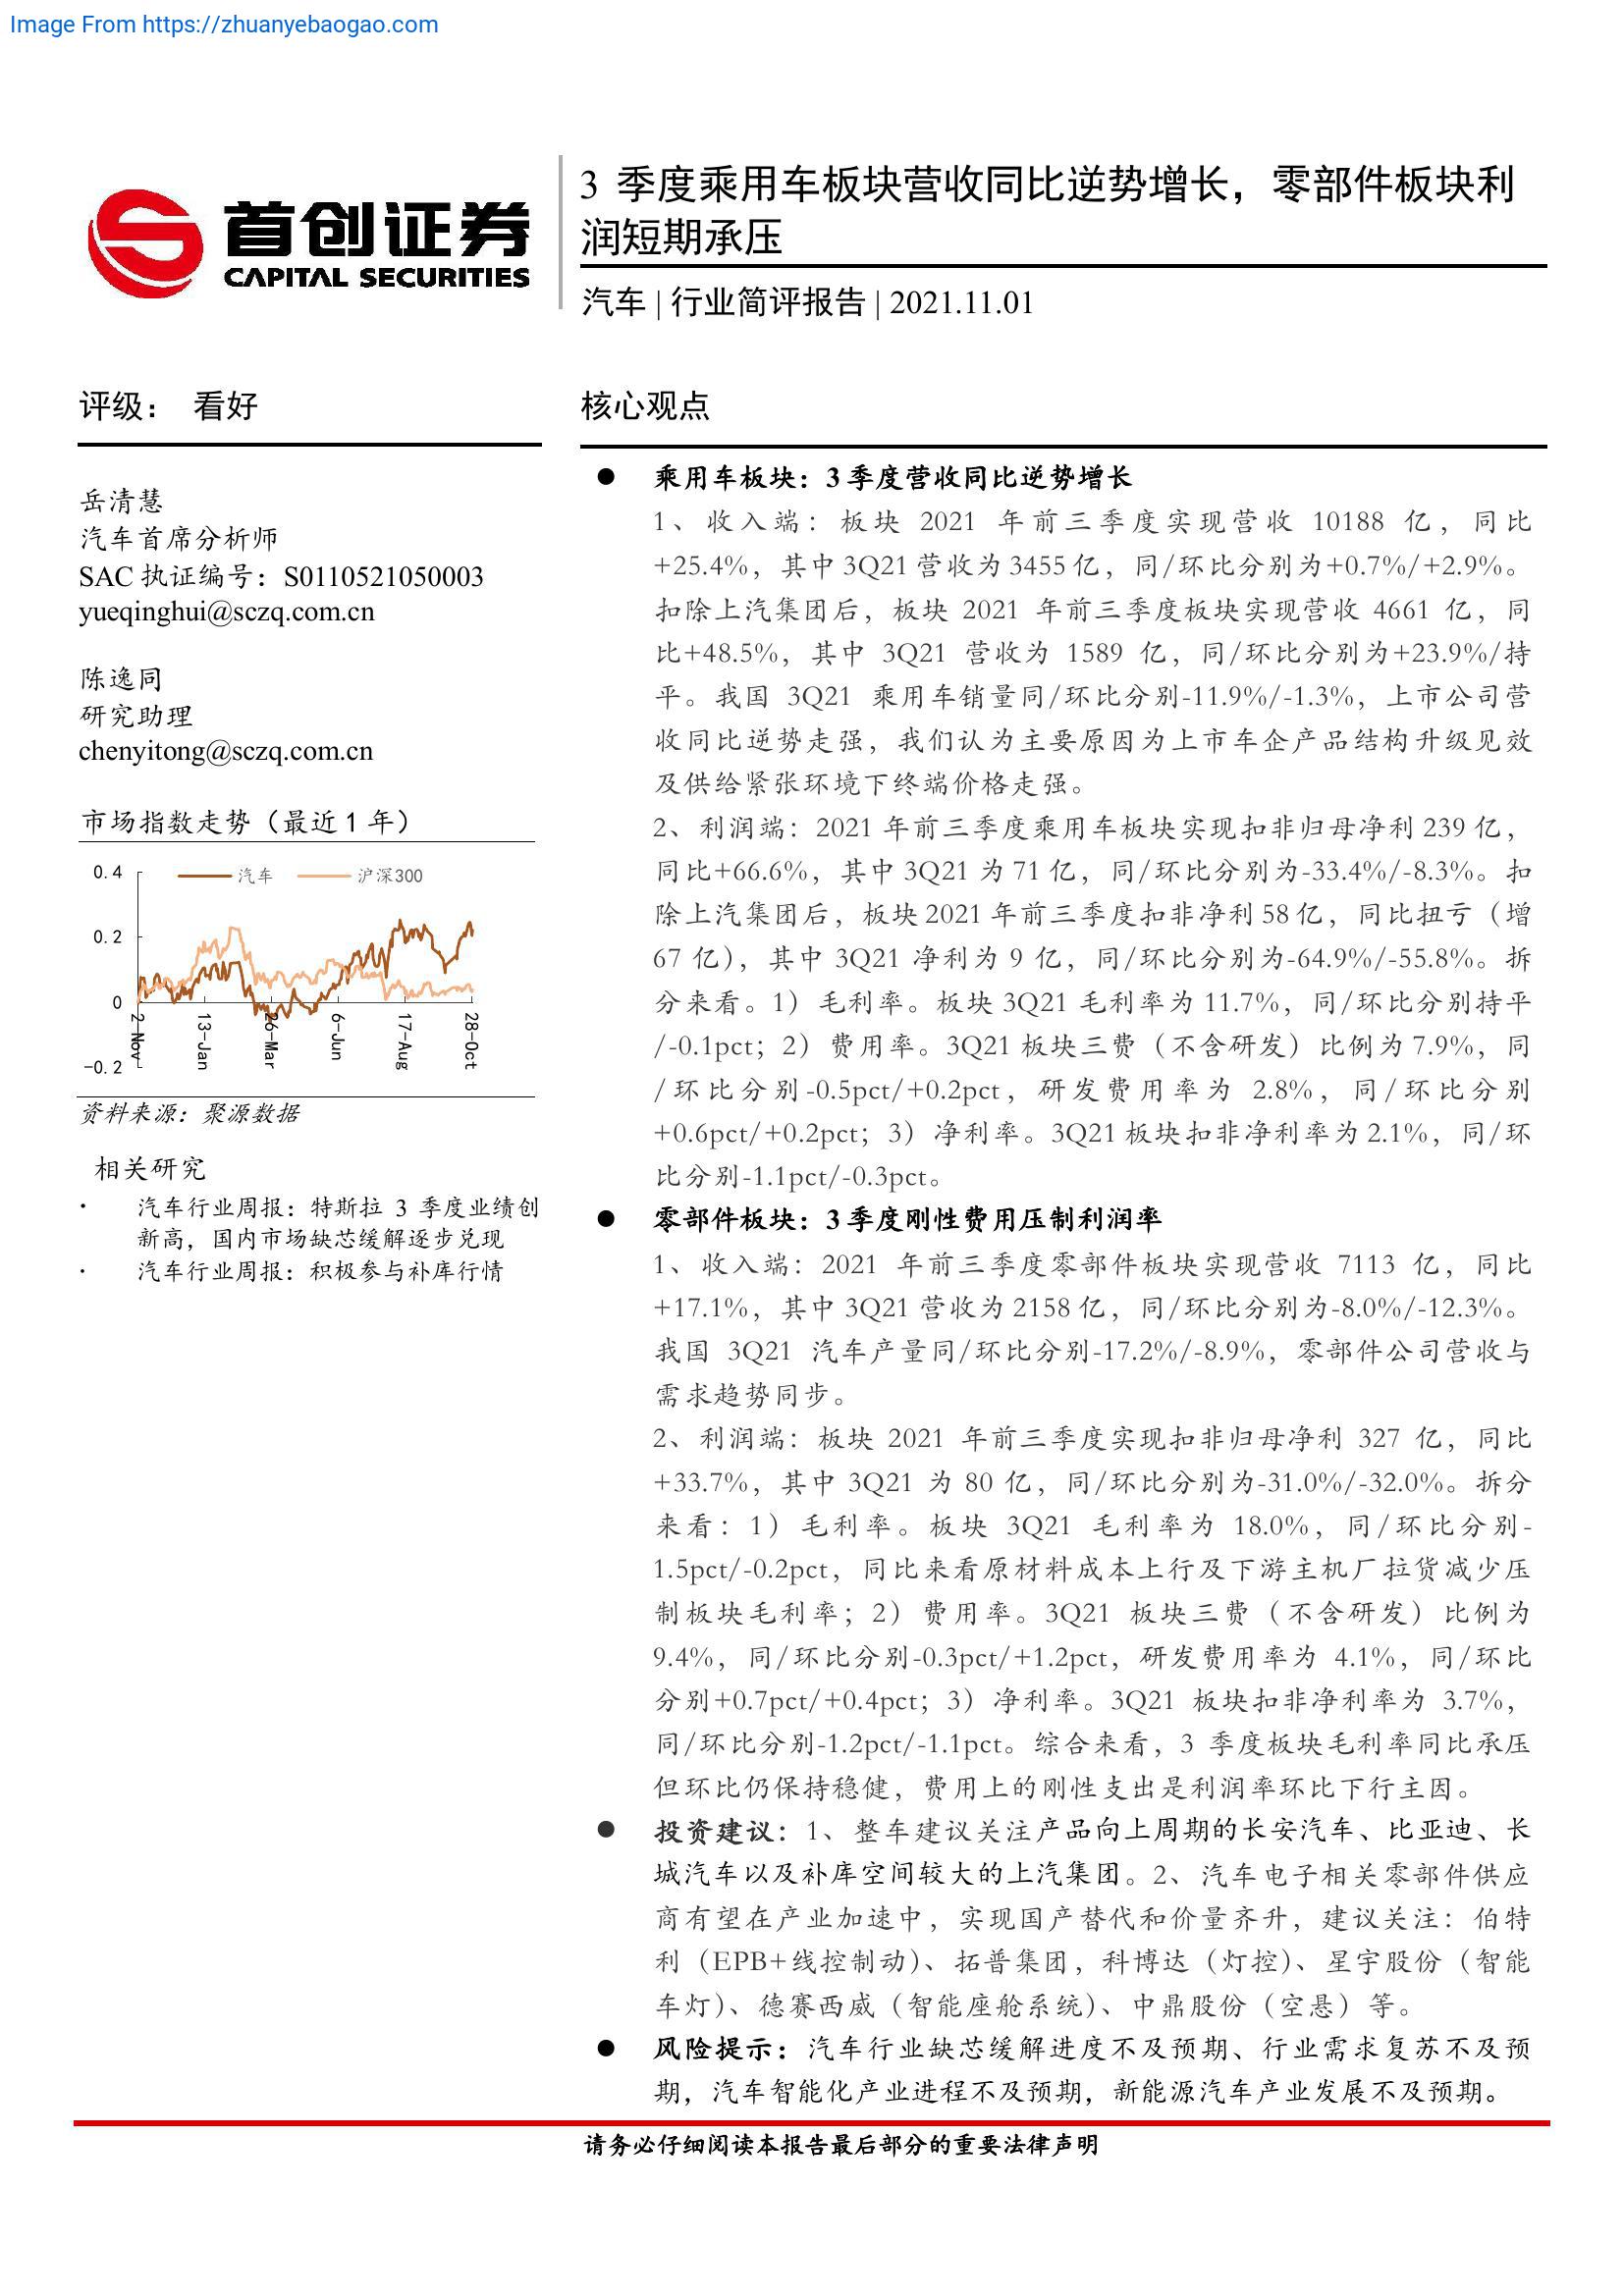 Image From https://zhuanyebaogao.com
首创证券
CAPITAL SECURITIES
3 季度乘用车板块营收同比逆势增长，零部件板块利
润短期承压
汽车 | 行业简评报告 | 2021.11.01
评级： 看好
岳清慧
汽车首席分析师
SAC 执证编号：S0110521050003
yueqinghui@sczq.com.cn
陈逸同
研究助理
chenyitong@sczq.com.cn
市场指数走势（最近 1 年）
汽车 沪深300
0.4
0.2
0
-0.2
2-Nov 13-Jan 26-Mar 6-Jun 17-Aug 28-Oct
资料来源：聚源数据
相关研究
· 汽车行业周报：特斯拉 3 季度业绩创
新高，国内市场缺芯缓解逐步兑现
· 汽车行业周报：积极参与补库行情
核心观点
● 乘用车板块：3 季度营收同比逆势增长
1、收入端：板块 2021 年前三季度实现营收 10188 亿，同比
+25.4%，其中 3Q21 营收为 3455 亿，同/环比分别为+0.7%/+2.9%。
扣除上汽集团后，板块 2021 年前三季度板块实现营收 4661 亿，同
比+48.5%，其中 3Q21 营收为 1589 亿，同/环比分别为+23.9%/持
平。我国 3Q21 乘用车销量同/环比分别-11.9%/-1.3%，上市公司营
收同比逆势走强，我们认为主要原因为上市车企产品结构升级见效
及供给紧张环境下终端价格走强。
2、利润端：2021 年前三季度乘用车板块实现扣非归母净利 239 亿，
同比+66.6%，其中 3Q21 为 71 亿，同/环比分别为-33.4%/-8.3%。扣
除上汽集团后，板块 2021 年前三季度扣非净利 58 亿，同比扭亏（增
67 亿），其中 3Q21 净利为 9 亿，同/环比分别为-64.9%/-55.8%。拆
分来看。1）毛利率。板块 3Q21 毛利率为 11.7%，同/环比分别持平
/-0.1pct；2）费用率。3Q21 板块三费（不含研发）比例为 7.9%，同
/环比分别-0.5pct/+0.2pct，研发费用率为 2.8%，同/环比分别
+0.6pct/+0.2pct；3）净利率。3Q21 板块扣非净利率为 2.1%，同/环
比分别-1.1pct/-0.3pct。
● 零部件板块：3 季度刚性费用压制利润率
1、收入端：2021 年前三季度零部件板块实现营收 7113 亿，同比
+17.1%，其中 3Q21 营收为 2158 亿，同/环比分别为-8.0%/-12.3%。
我国 3Q21 汽车产量同/环比分别-17.2%/-8.9%，零部件公司营收与
需求趋势同步。
2、利润端：板块 2021 年前三季度实现扣非归母净利 327 亿，同比
+33.7%，其中 3Q21 为 80 亿，同/环比分别为-31.0%/-32.0%。拆分
来看：1）毛利率。板块 3Q21 毛利率为 18.0%，同/环比分别-
1.5pct/-0.2pct，同比来看原材料成本上行及下游主机厂拉货减少压
制板块毛利率；2）费用率。3Q21 板块三费（不含研发）比例为
9.4%，同/环比分别-0.3pct/+1.2pct，研发费用率为 4.1%，同/环比
分别+0.7pct/+0.4pct；3）净利率。3Q21 板块扣非净利率为 3.7%，
同/环比分别-1.2pct/-1.1pct。综合来看，3 季度板块毛利率同比承压
但环比仍保持稳健，费用上的刚性支出是利润率环比下行主因。
● 投资建议：1、整车建议关注产品向上周期的长安汽车、比亚迪、长
城汽车以及补库空间较大的上汽集团。2、汽车电子相关零部件供应
商有望在产业加速中，实现国产替代和价量齐升，建议关注：伯特
利（EPB+线控制动）、拓普集团，科博达（灯控）、星宇股份（智能
车灯）、德赛西威（智能座舱系统）、中鼎股份（空悬）等。
● 风险提示：汽车行业缺芯缓解进度不及预期、行业需求复苏不及预
期，汽车智能化产业进程不及预期，新能源汽车产业发展不及预期。
请务必仔细阅读本报告最后部分的重要法律声明